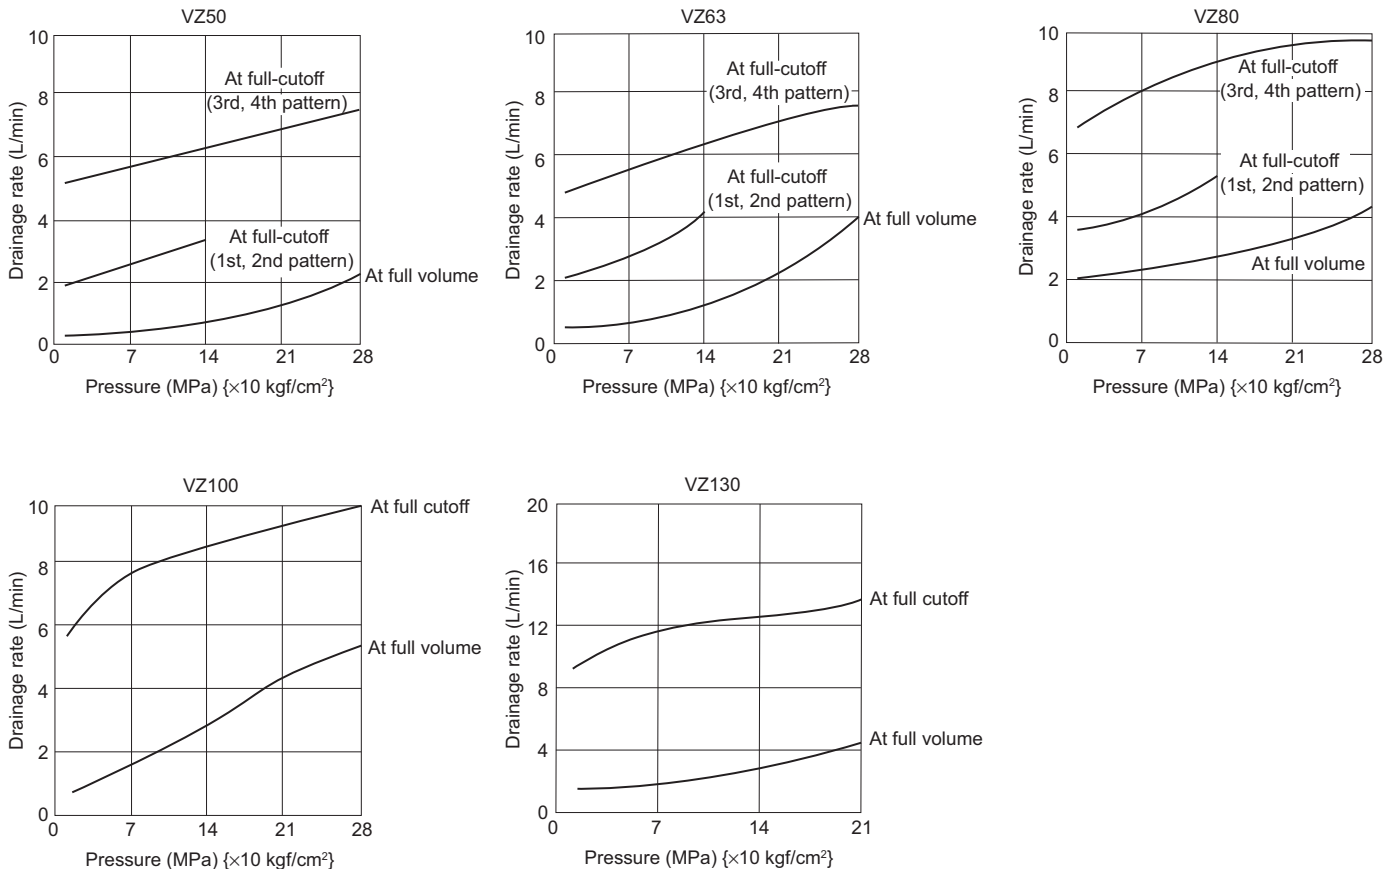 VZ50
10
8
6
4
2
0
Drainage rate (L/min)
At full-cutoff
(3rd, 4th pattern)
At full-cutoff
(1st, 2nd pattern)
At full volume
0 7 14 21 28
Pressure (MPa) {×10 kgf/cm²}
VZ63
10
8
6
4
2
0
Drainage rate (L/min)
At full-cutoff
(3rd, 4th pattern)
At full-cutoff
(1st, 2nd pattern)
At full volume
0 7 14 21 28
Pressure (MPa) {×10 kgf/cm²}
VZ80
10
8
6
4
2
0
Drainage rate (L/min)
At full-cutoff
(3rd, 4th pattern)
At full-cutoff
(1st, 2nd pattern)
At full volume
0 7 14 21 28
Pressure (MPa) {×10 kgf/cm²}
VZ100
10
8
6
4
2
0
Drainage rate (L/min)
At full cutoff
At full volume
0 7 14 21 28
Pressure (MPa) {×10 kgf/cm²}
VZ130
20
16
12
8
4
0
Drainage rate (L/min)
At full cutoff
At full volume
0 7 14 21
Pressure (MPa) {×10 kgf/cm²}